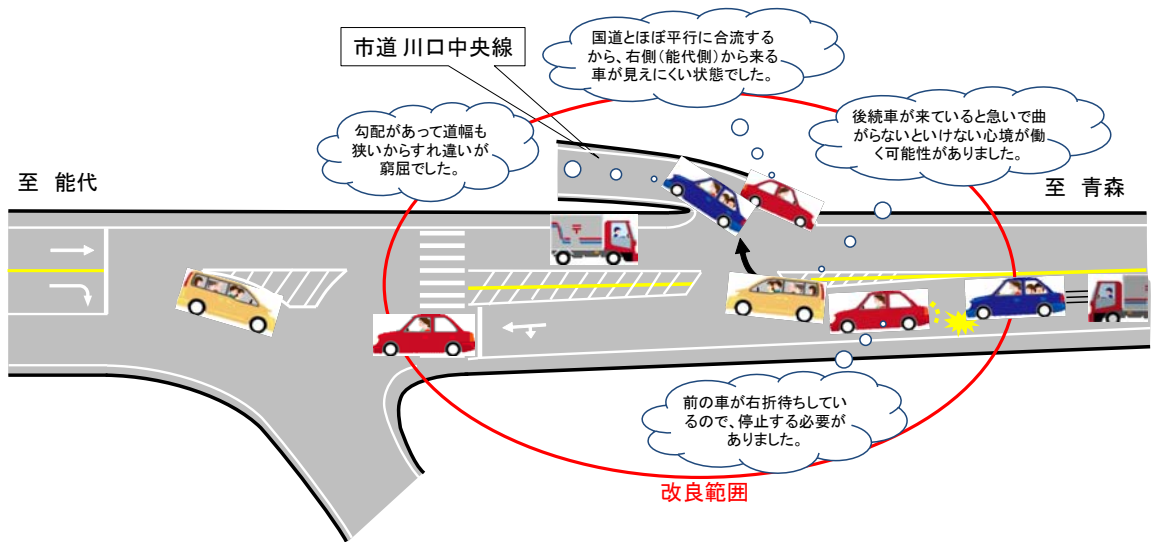 市道 川口中央線
国道とほぼ平行に合流する
から、右側(能代側)から来る
車が見えにくい状態でした。
後続車が来ていると急いで曲
がらないといけない心境が働
く可能性がありました。
勾配があって道幅も
狭いからすれ違いが
窮屈でした。
至 能代
至 青森
〒
前の車が右折待ちしてい
るので、停止する必要が
ありました。
改良範囲